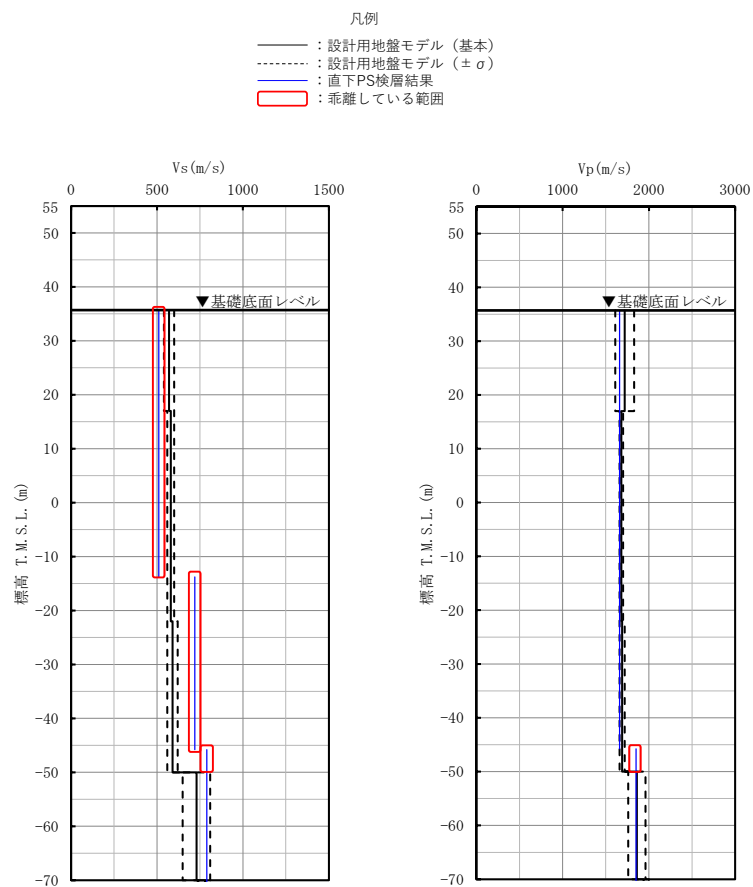 凡例
：設計用地盤モデル（基本）
：設計用地盤モデル（±σ）
：直下PS検層結果
：乖離している範囲
Vs(m/s)
0 500 1000 1500
55
50
40
▼基礎底面レベル
30
20
10
0
-10
-20
-30
-40
-50
-60
-70
標高 T.M.S.L.(m)
Vp(m/s)
0 1000 2000 3000
55
50
40
▼基礎底面レベル
30
20
10
0
-10
-20
-30
-40
-50
-60
-70
標高 T.M.S.L.(m)